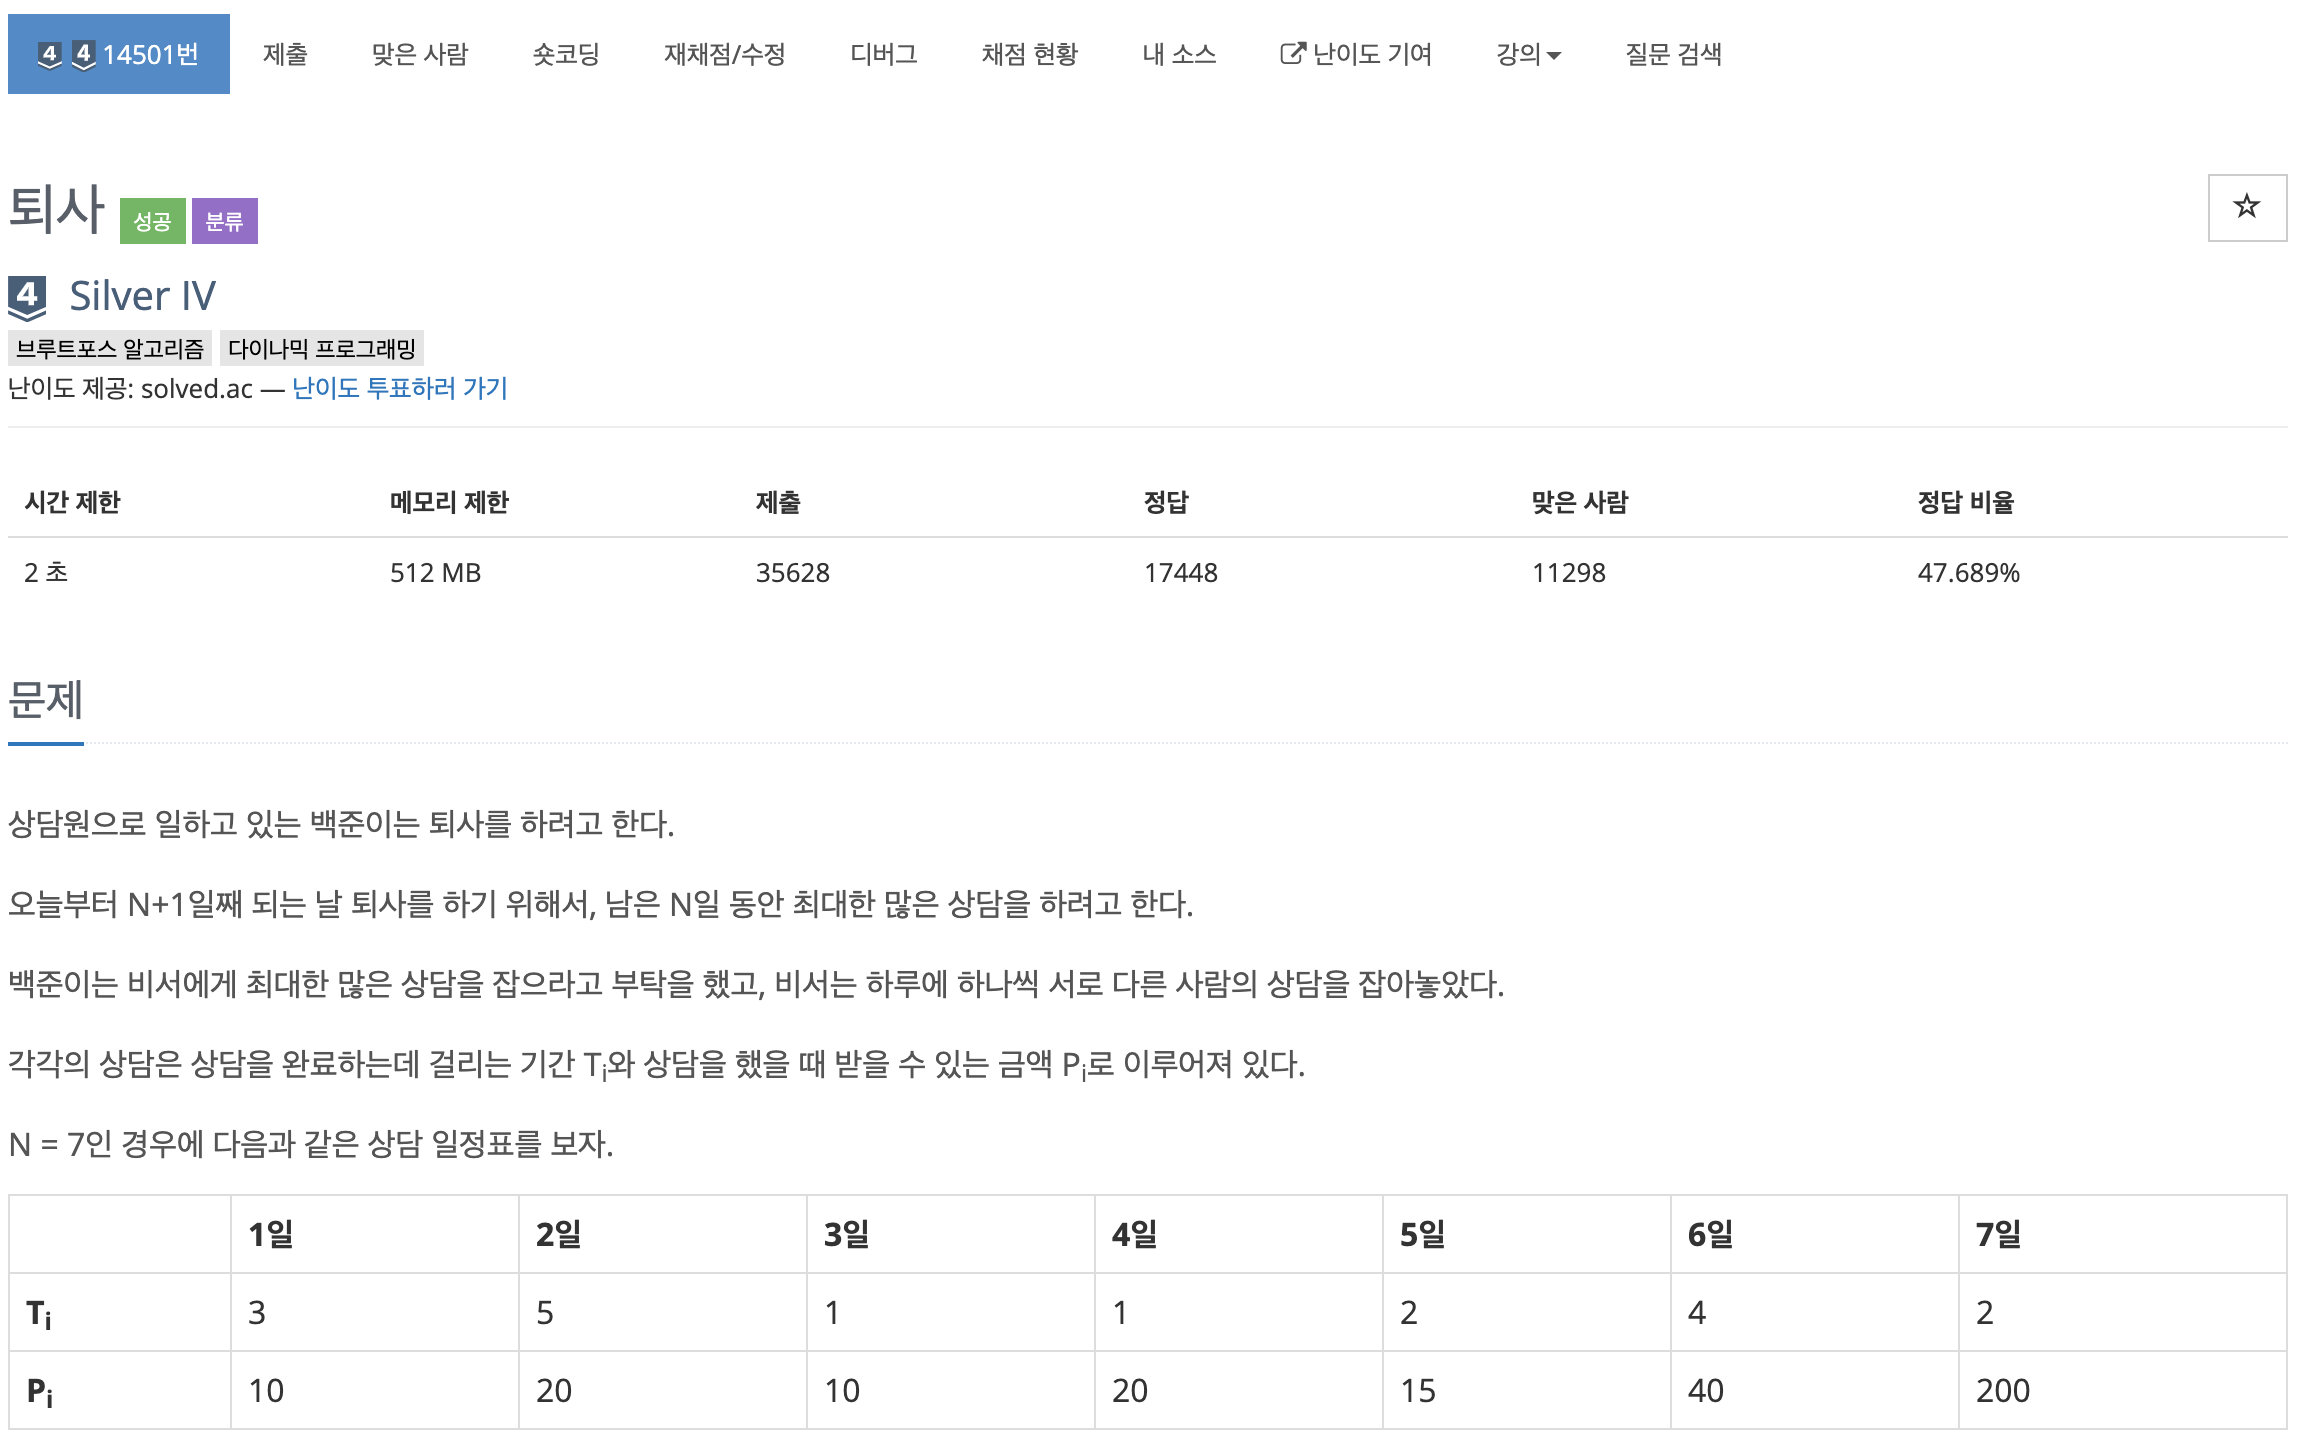 4 4 14501번 제출 맞은 사람 숏코딩 재채점/수정 디버그 채점 현황 내 소스 난이도 기여 강의 질문 검색
퇴사 성공 분류
4 Silver IV
브루트포스 알고리즘 다이나믹 프로그래밍
난이도 제공: solved.ac — 난이도 투표하러 가기
시간 제한 메모리 제한 제출 정답 맞은 사람 정답 비율
2 초 512 MB 35628 17448 11298 47.689%
문제
상담원으로 일하고 있는 백준이는 퇴사를 하려고 한다.
오늘부터 N+1일째 되는 날 퇴사를 하기 위해서, 남은 N일 동안 최대한 많은 상담을 하려고 한다.
백준이는 비서에게 최대한 많은 상담을 잡으라고 부탁을 했고, 비서는 하루에 하나씩 서로 다른 사람의 상담을 잡아놓았다.
각각의 상담은 상담을 완료하는데 걸리는 기간 Ti와 상담을 했을 때 받을 수 있는 금액 Pi로 이루어져 있다.
N = 7인 경우에 다음과 같은 상담 일정표를 보자.
1일 2일 3일 4일 5일 6일 7일
Ti 3 5 1 1 2 4 2
Pi 10 20 10 20 15 40 200